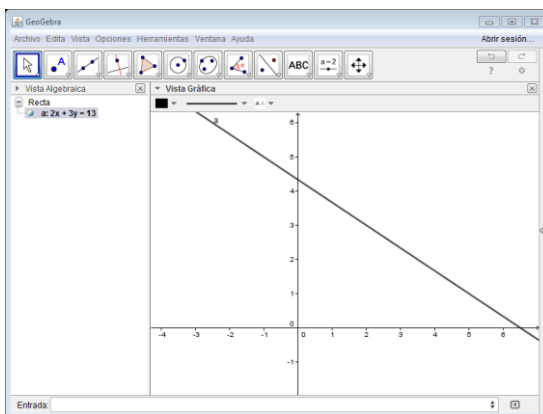 GeoGebra
Archivo Edita Vista Opciones Herramientas Ventana Ayuda
Abrir sesión...
ABC
a=2
?
Vista Algebraica
Vista Gráfica
Recta
a: 2x + 3y = 13
a
6
5
4
3
2
1
0
-1
-4 -3 -2 -1 0 1 2 3 4 5 6
Entrada: